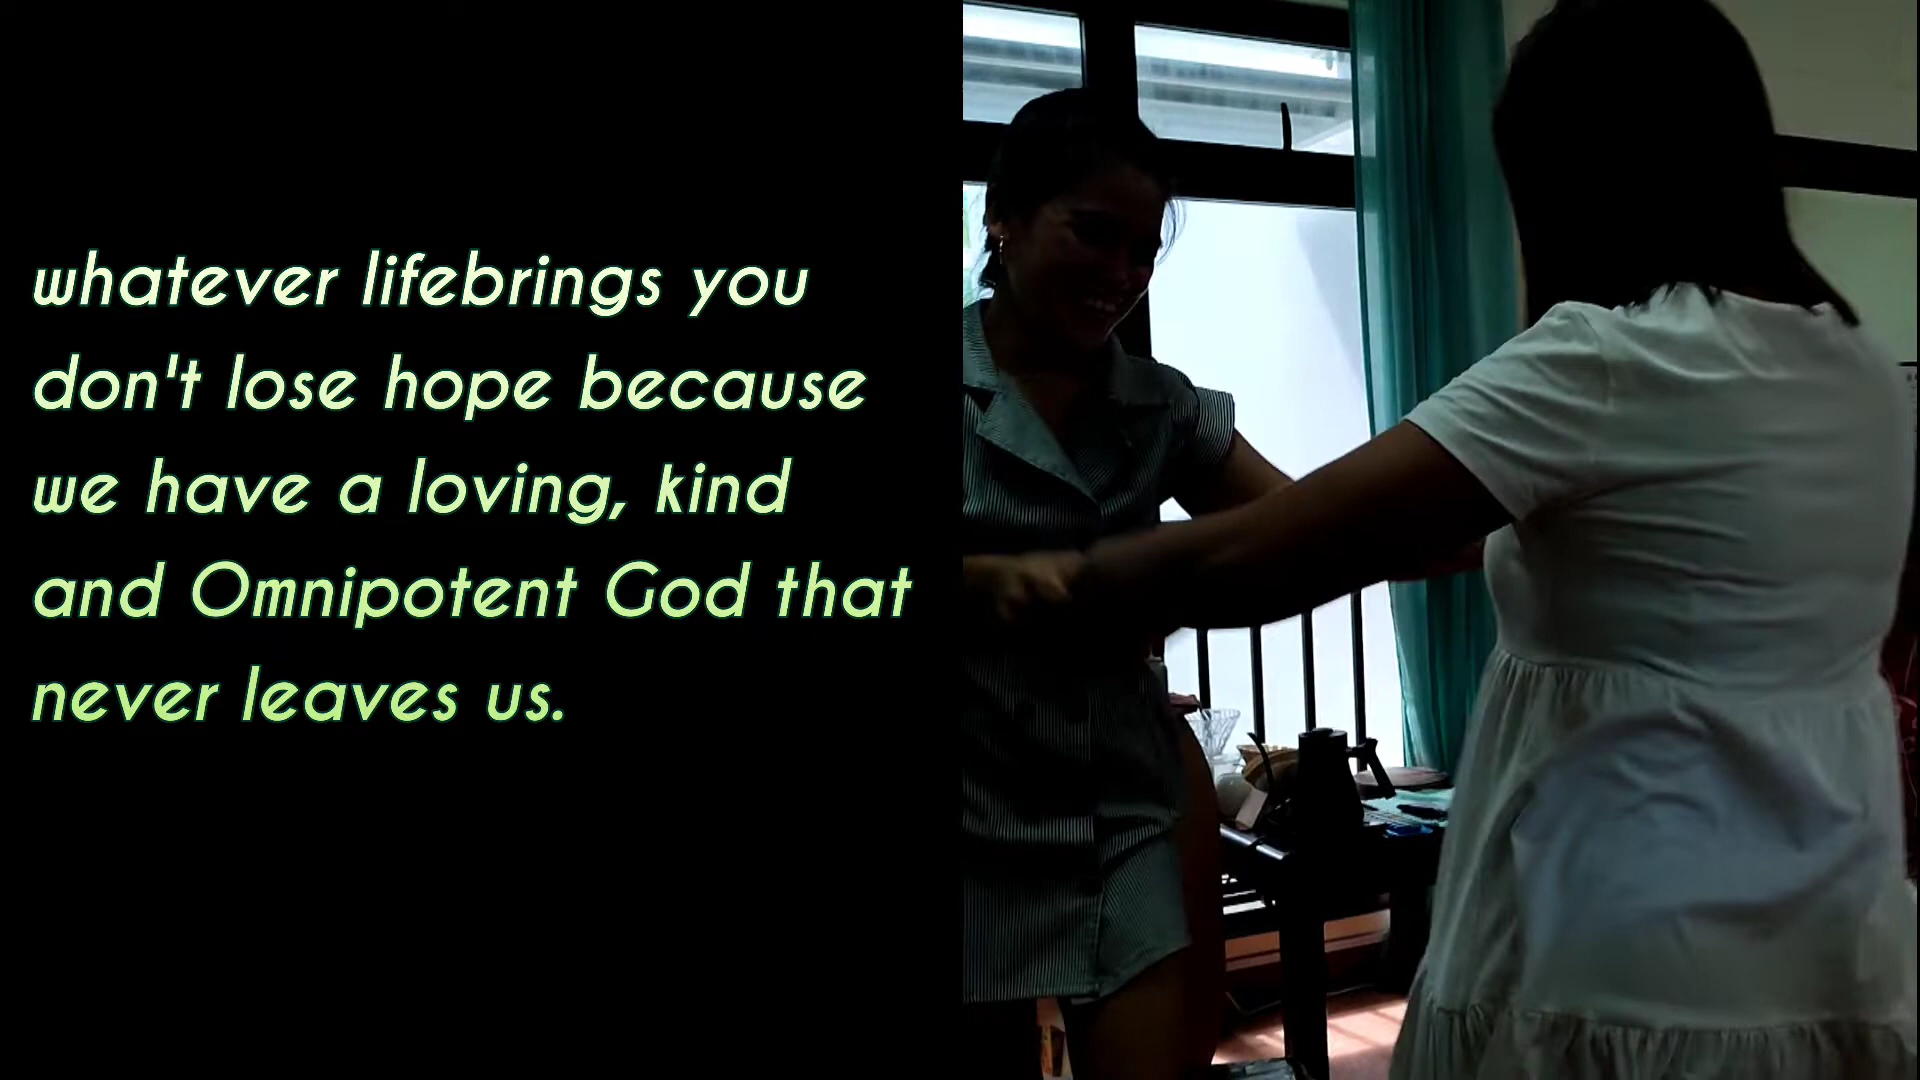 whatever lifebrings you
don't lose hope because
we have a loving, kind
and Omnipotent God that
never leaves us.